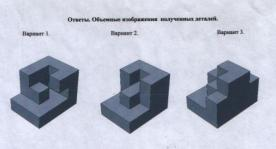 Ответы. Объемные изображения полученных деталей.
Вариант 1. Вариант 2. Вариант 3.